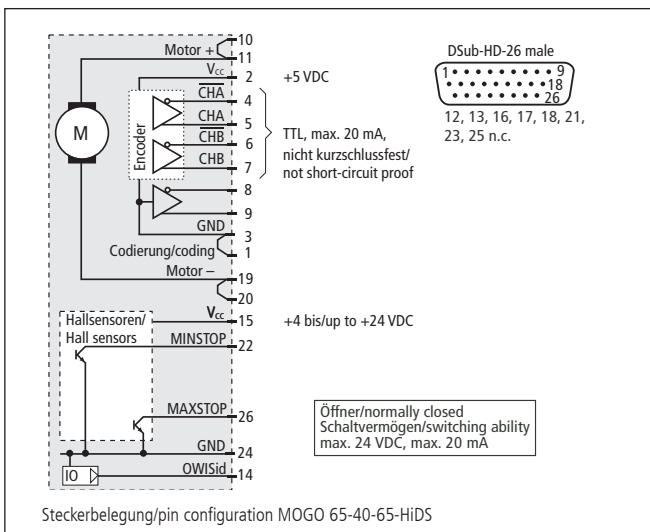 10
Motor +
11
Vcc
2
+5 VDC
CHA
4
CHA
5
CHB
6
CHB
7
Encoder
M
TTL, max. 20 mA,
nicht kurzschlussfest/
not short-circuit proof
8
9
GND
3
Codierung/coding
1
Motor –
19
20
Vcc
15
+4 bis/up to +24 VDC
Hallsensoren/
Hall sensors
MINSTOP
22
MAXSTOP
26
GND
24
IO
OWISid
14
DSub-HD-26 male
1
9
18
26
12, 13, 16, 17, 18, 21,
23, 25 n.c.
Öffner/normally closed
Schaltvermögen/switching ability
max. 24 VDC, max. 20 mA
Steckerbelegung/pin configuration MOGO 65-40-65-HiDS